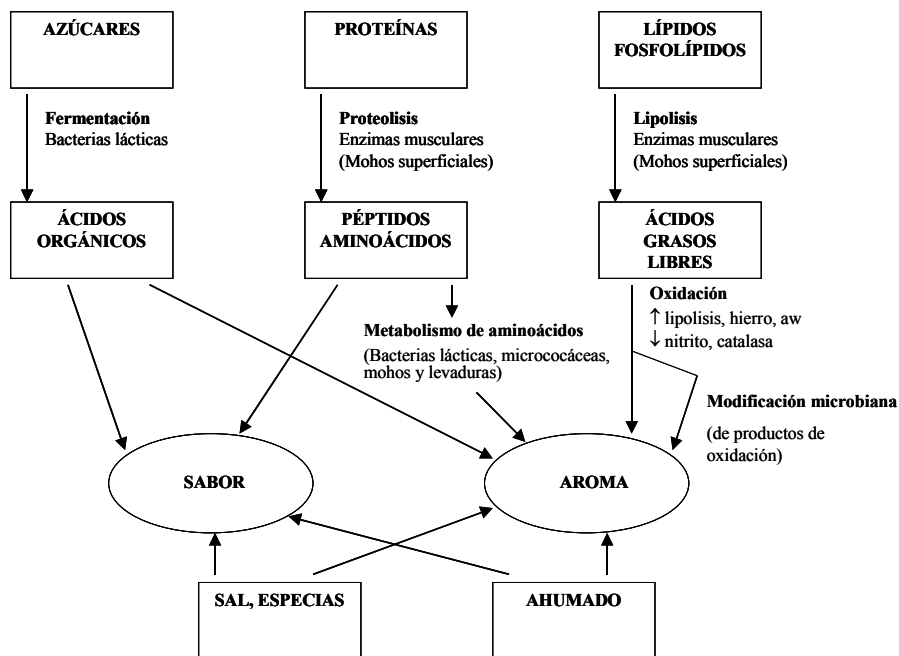 AZÚCARES
PROTEÍNAS
LÍPIDOS
FOSFOLÍPIDOS
Fermentación
Bacterias lácticas
Proteolisis
Enzimas musculares
(Mohos superficiales)
Lipolisis
Enzimas musculares
(Mohos superficiales)
ÁCIDOS
ORGÁNICOS
PÉPTIDOS
AMINOÁCIDOS
ÁCIDOS
GRASOS
LIBRES
Oxidación
↑ lipolisis, hierro, aw
↓ nitrito, catalasa
Metabolismo de aminoácidos
(Bacterias lácticas, micrococáceas,
mohos y levaduras)
Modificación microbiana
(de productos de
oxidación)
SABOR
AROMA
SAL, ESPECIAS
AHUMADO